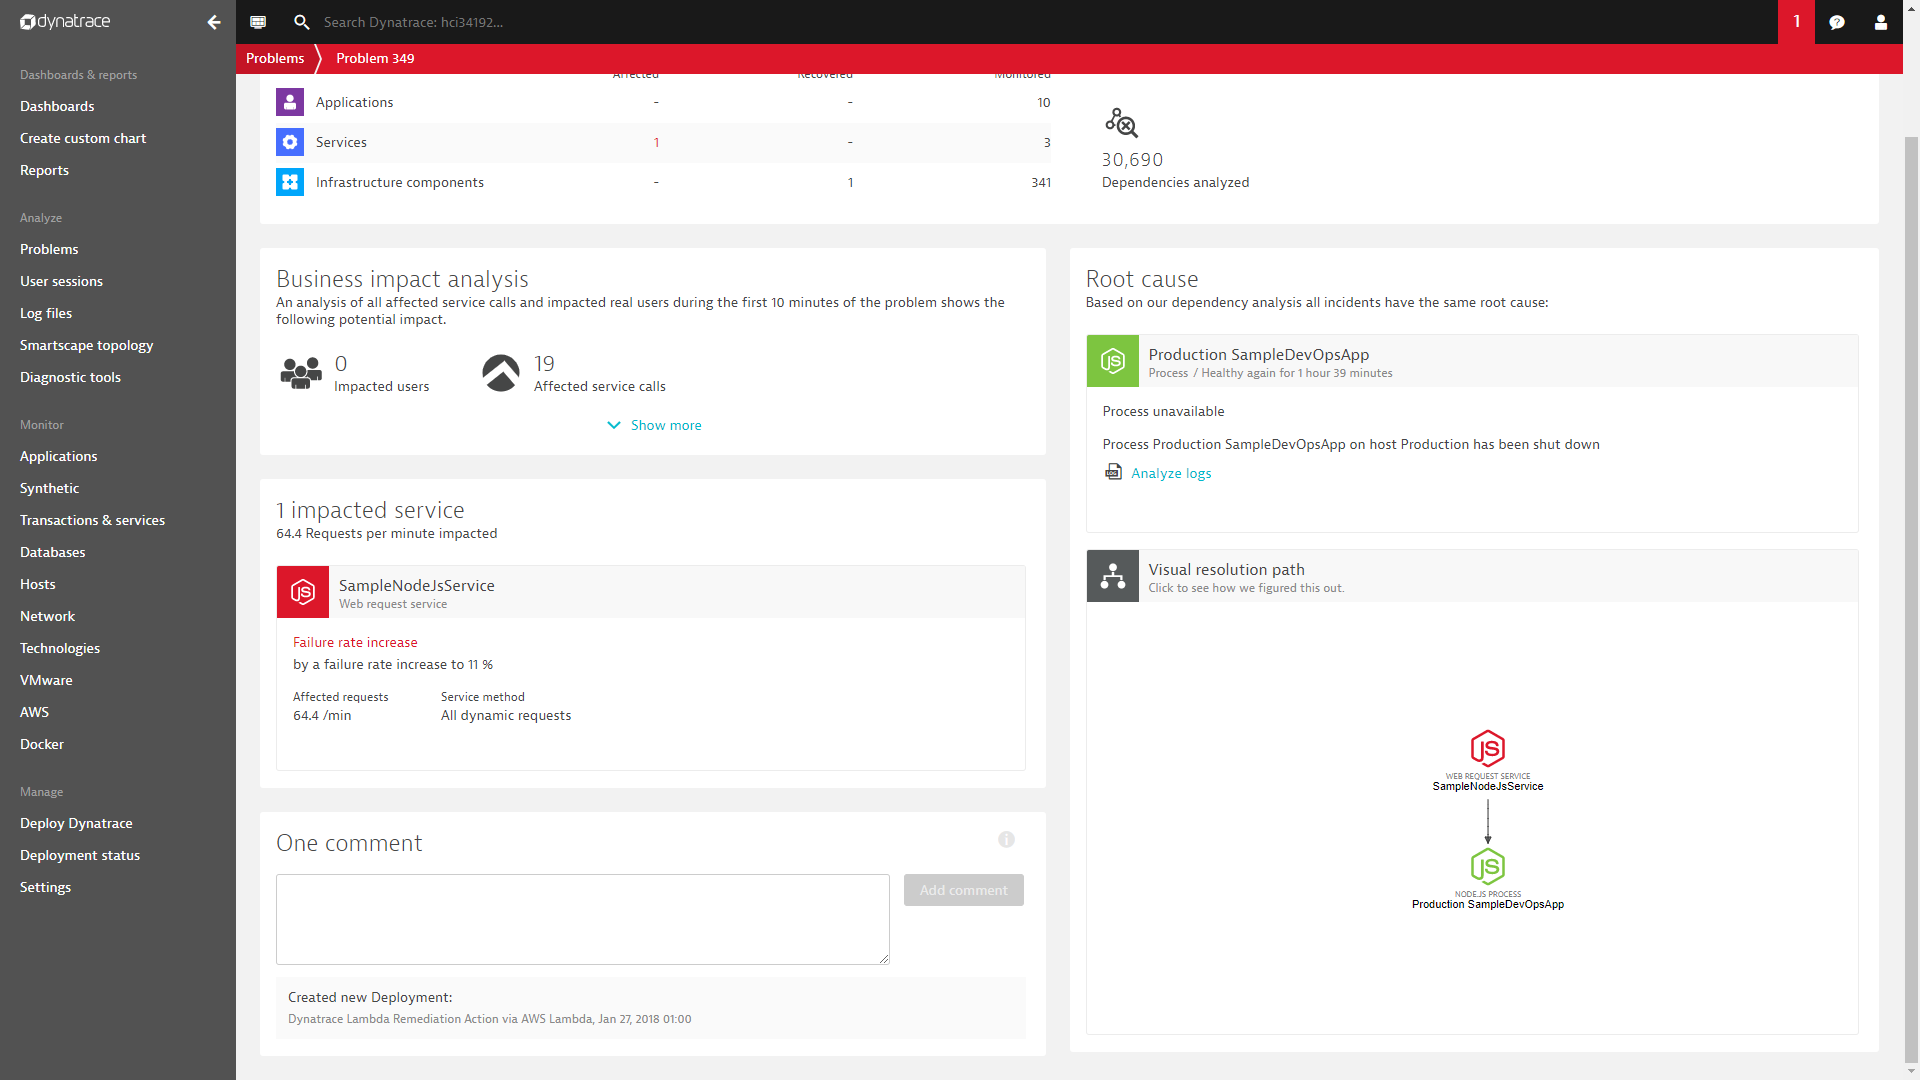 dynatrace
Search Dynatrace: hci34192...
1
Problems
Problem 349
Dashboards & reports
Dashboards
Create custom chart
Reports
Analyze
Problems
User sessions
Log files
Smartscape topology
Diagnostic tools
Monitor
Applications
Synthetic
Transactions & services
Databases
Hosts
Network
Technologies
VMware
AWS
Docker
Manage
Deploy Dynatrace
Deployment status
Settings
Affected Recovered Monitored
Applications - - 10
Services 1 - 3
Infrastructure components - 1 341
30,690
Dependencies analyzed
Business impact analysis
An analysis of all affected service calls and impacted real users during the first 10 minutes of the problem shows the
following potential impact.
0
Impacted users
19
Affected service calls
Show more
1 impacted service
64.4 Requests per minute impacted
JS
SampleNodeJsService
Web request service
Failure rate increase
by a failure rate increase to 11 %
Affected requests Service method
64.4 /min All dynamic requests
One comment
Add comment
Created new Deployment:
Dynatrace Lambda Remediation Action via AWS Lambda, Jan 27, 2018 01:00
Root cause
Based on our dependency analysis all incidents have the same root cause:
JS
Production SampleDevOpsApp
Process / Healthy again for 1 hour 39 minutes
Process unavailable
Process Production SampleDevOpsApp on host Production has been shut down
LOG
Analyze logs
Visual resolution path
Click to see how we figured this out.
JS
WEB REQUEST SERVICE
SampleNodeJsService
JS
NODE.JS PROCESS
Production SampleDevOpsApp